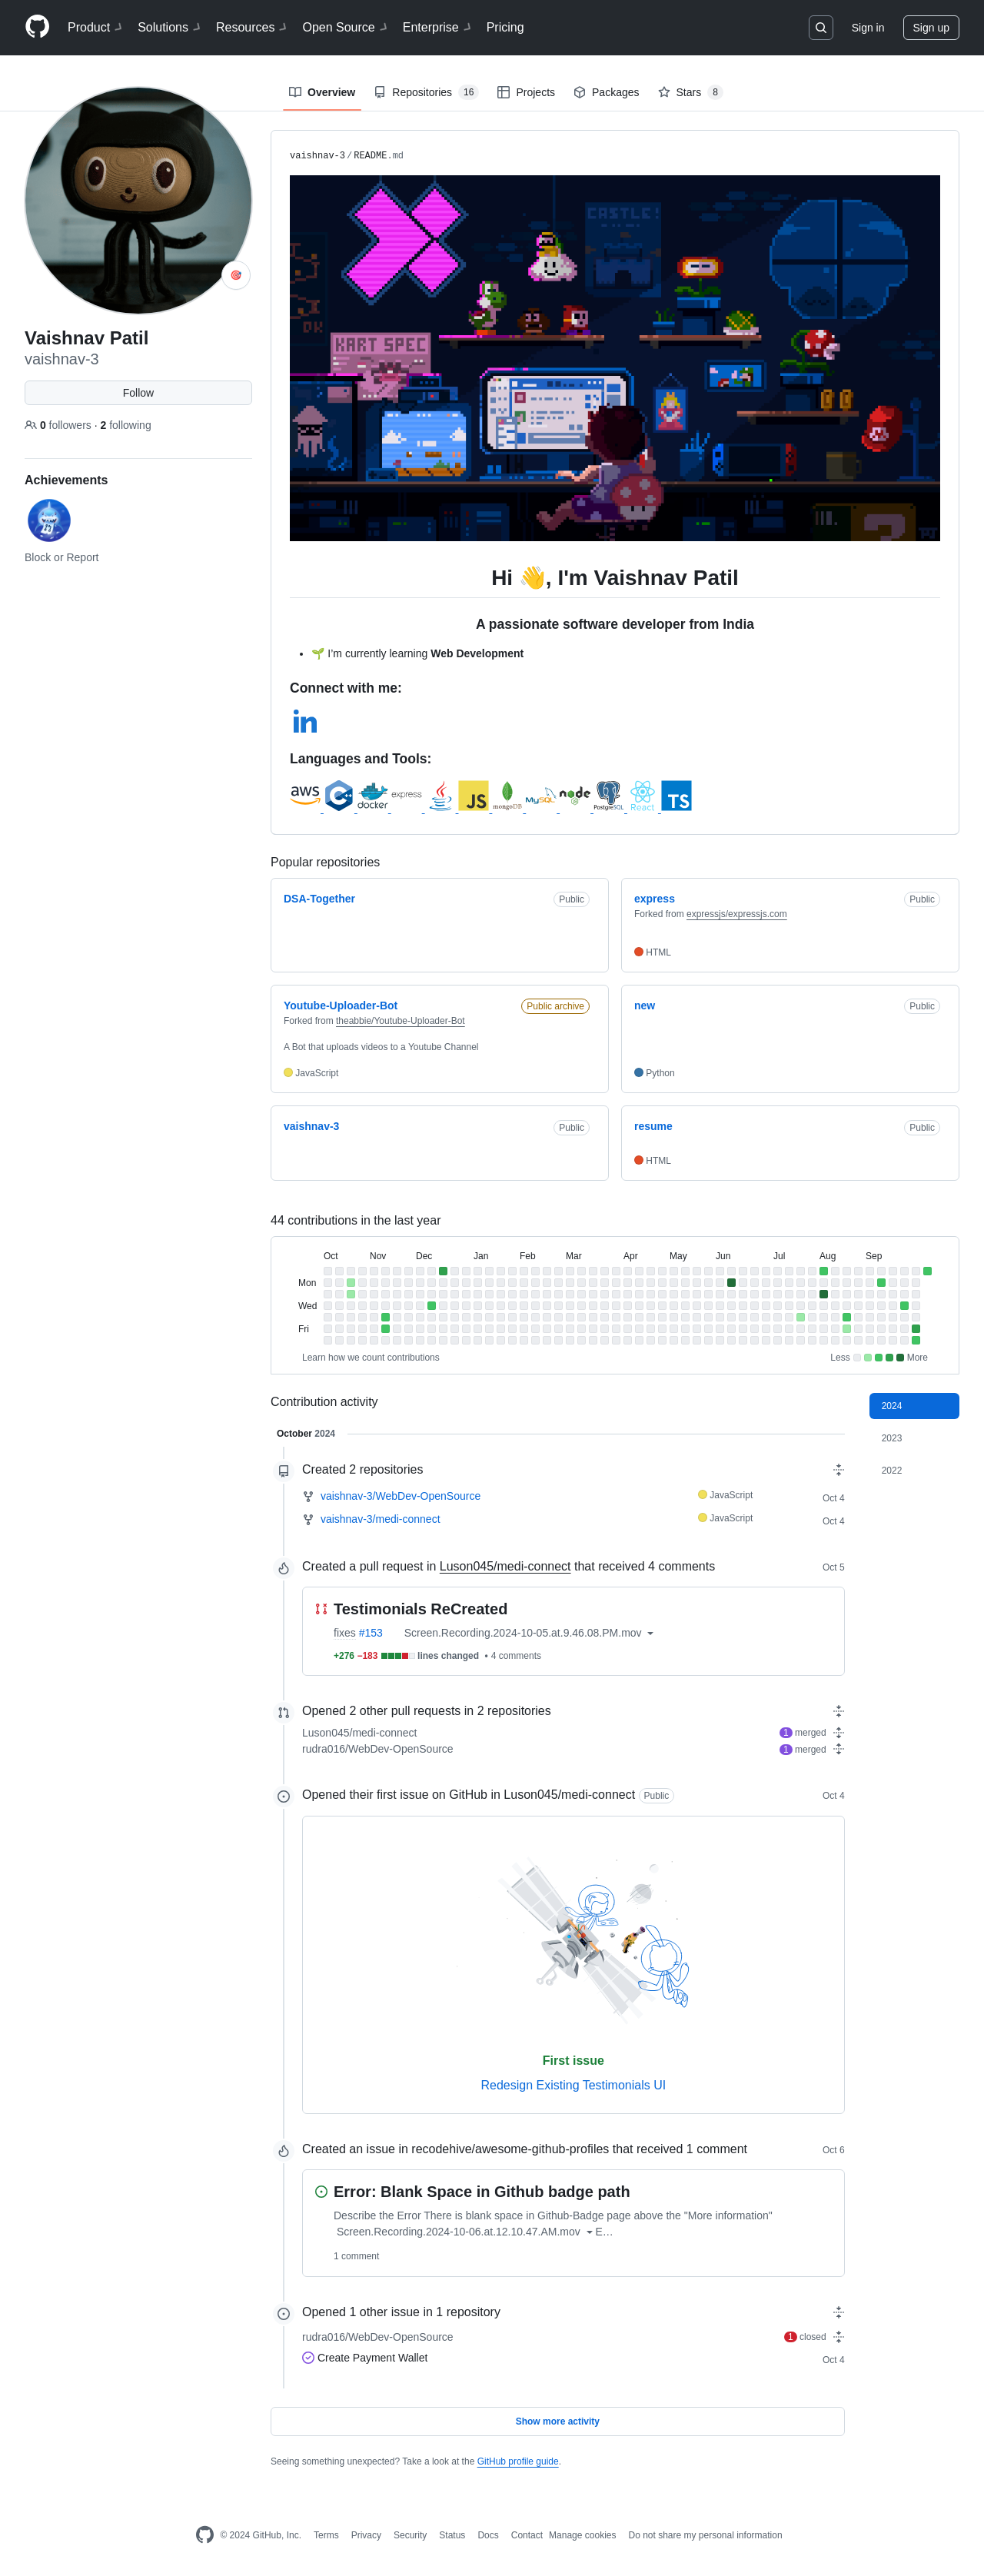 Product Solutions Resources Open Source Enterprise Pricing Sign in Sign up
Overview Repositories 16 Projects Packages Stars 8
Vaishnav Patil
vaishnav-3
Follow
0 followers · 2 following
Achievements
Block or Report
vaishnav-3/README.md
CASTLE!
KART SPEC
Hi 👋, I'm Vaishnav Patil
A passionate software developer from India
🌱 I'm currently learning Web Development
Connect with me:
in
Languages and Tools:
aws C++ docker express Java JS mongoDB MySQL node PostgreSQL React TS
Popular repositories
DSA-Together Public
express Public
Forked from expressjs/expressjs.com
HTML
Youtube-Uploader-Bot Public archive
Forked from theabbie/Youtube-Uploader-Bot
A Bot that uploads videos to a Youtube Channel
JavaScript
new Public
Python
vaishnav-3 Public
resume Public
HTML
44 contributions in the last year
Oct Nov Dec Jan Feb Mar Apr May Jun Jul Aug Sep
Mon
Wed
Fri
Learn how we count contributions Less More
Contribution activity
2024
2023
2022
October 2024
Created 2 repositories
vaishnav-3/WebDev-OpenSource JavaScript Oct 4
vaishnav-3/medi-connect JavaScript Oct 4
Created a pull request in Luson045/medi-connect that received 4 comments Oct 5
Testimonials ReCreated
fixes #153 Screen.Recording.2024-10-05.at.9.46.08.PM.mov
+276 −183 lines changed • 4 comments
Opened 2 other pull requests in 2 repositories
Luson045/medi-connect 1 merged
rudra016/WebDev-OpenSource 1 merged
Opened their first issue on GitHub in Luson045/medi-connect Public Oct 4
First issue
Redesign Existing Testimonials UI
Created an issue in recodehive/awesome-github-profiles that received 1 comment Oct 6
Error: Blank Space in Github badge path
Describe the Error There is blank space in Github-Badge page above the "More information"
Screen.Recording.2024-10-06.at.12.10.47.AM.mov E…
1 comment
Opened 1 other issue in 1 repository
rudra016/WebDev-OpenSource 1 closed
Create Payment Wallet Oct 4
Show more activity
Seeing something unexpected? Take a look at the GitHub profile guide.
© 2024 GitHub, Inc. Terms Privacy Security Status Docs Contact Manage cookies Do not share my personal information